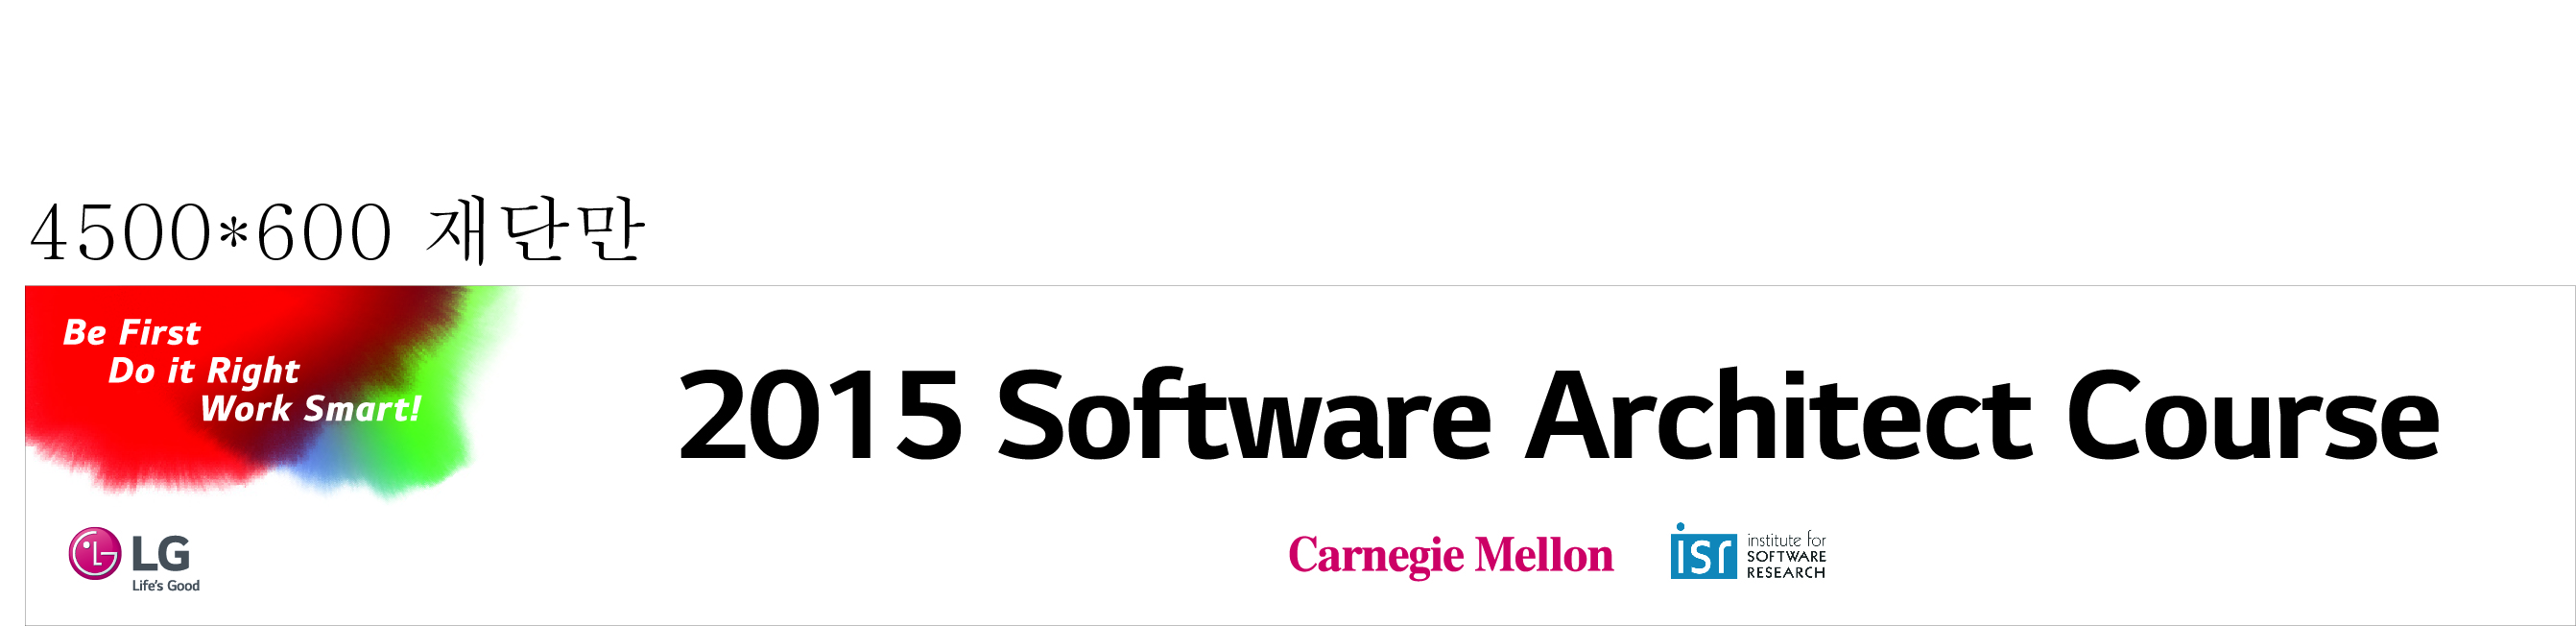 4500*600 재단만
Be First
Do it Right
Work Smart!
2015 Software Architect Course
LG
Life's Good
Carnegie Mellon
isr
institute for
SOFTWARE
RESEARCH